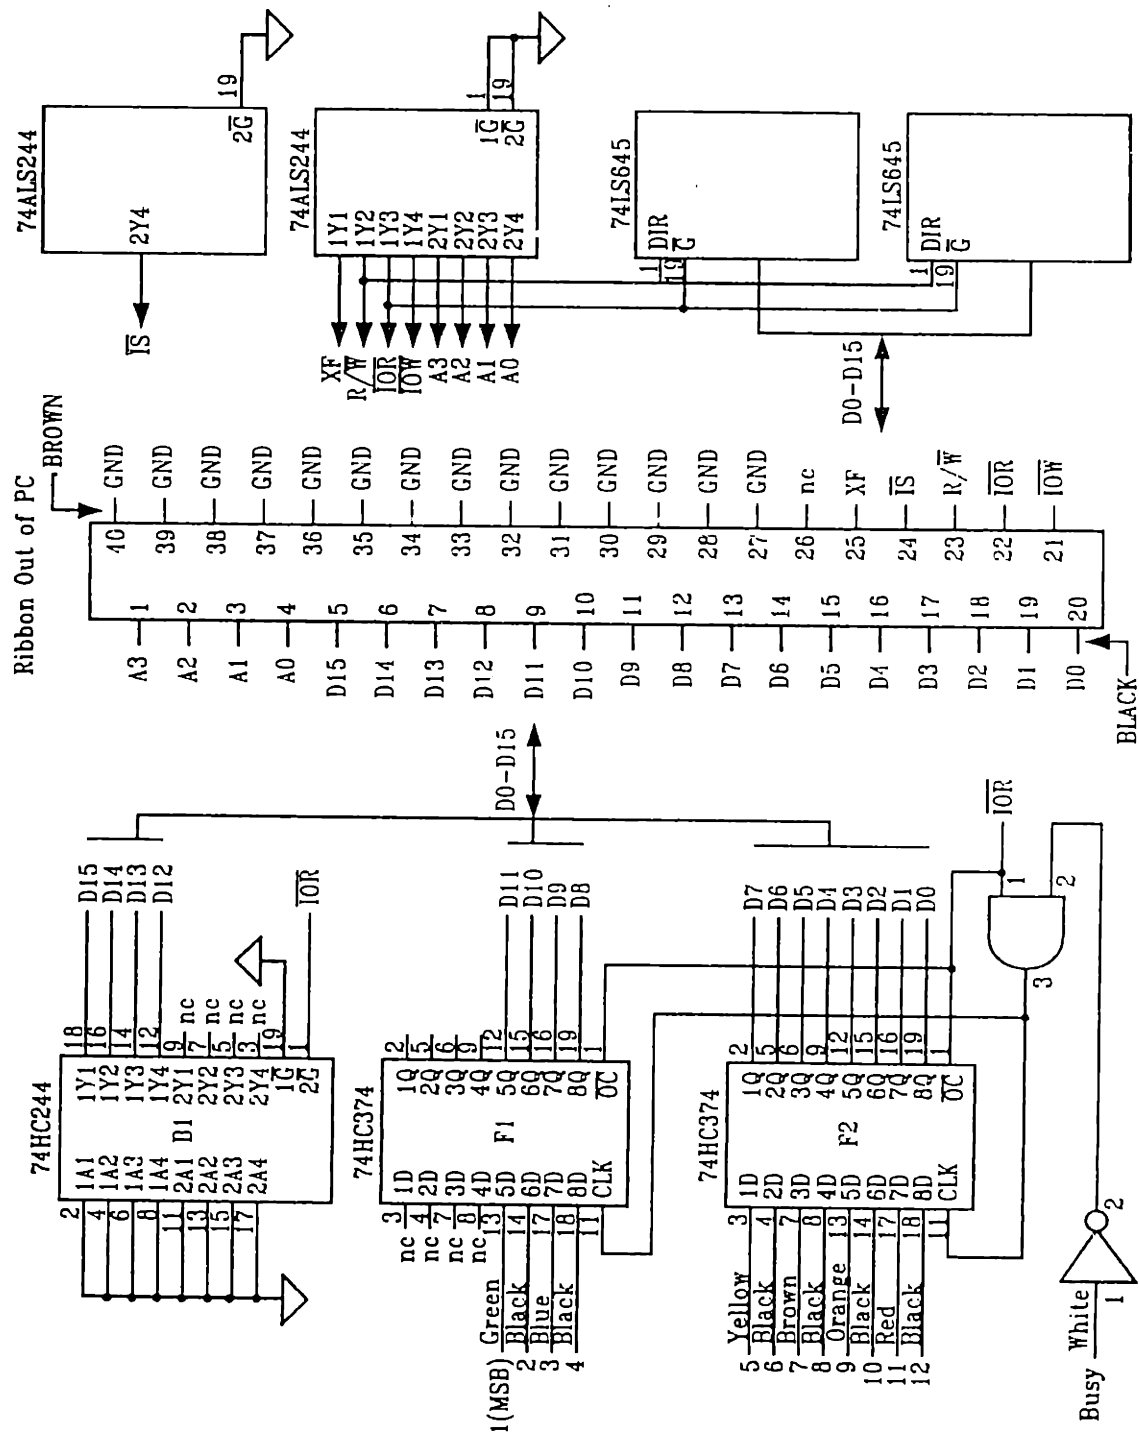 Ribbon Out of PC
BROWN
40 GND
39 GND
38 GND
37 GND
36 GND
35 GND
34 GND
33 GND
32 GND
31 GND
30 GND
29 GND
28 GND
27 GND
26 nc
25 XF
24 IS
23 R/W
22 IOR
21 IOW
A3 1
A2 2
A1 3
A0 4
D15 5
D14 6
D13 7
D12 8
D11 9
D10 10
D9 11
D8 12
D7 13
D6 14
D5 15
D4 16
D3 17
D2 18
D1 19
D0 20
BLACK
74ALS244
2Y4
2G 19
IS
74ALS244
1Y1
1Y2
1Y3
1Y4
2Y1
2Y2
2Y3
2Y4
1G 1
2G 19
XF
R/W
IOR
IOW
A3
A2
A1
A0
74LS645
1 DIR
19 G
74LS645
1 DIR
19 G
D0-D15
D0-D15
74HC244
B1
2 1A1
4 1A2
6 1A3
8 1A4
11 2A1
13 2A2
15 2A3
17 2A4
1Y1 18 D15
1Y2 16 D14
1Y3 14 D13
1Y4 12 D12
2Y1 9 nc
2Y2 7 nc
2Y3 5 nc
2Y4 3 nc
1G 19
2G 1 IOR
74HC374
F1
nc 3 1D
nc 4 2D
nc 7 3D
nc 8 4D
1(MSB) Green 13 5D
2 Black 14 6D
3 Blue 17 7D
4 Black 18 8D
11 CLK
1Q 2
2Q 5
3Q 6
4Q 9
5Q 12 D11
6Q 15 D10
7Q 16 D9
8Q 19 D8
OC 1
74HC374
F2
5 Yellow 3 1D
6 Black 4 2D
7 Brown 7 3D
8 Black 8 4D
9 Orange 13 5D
10 Black 14 6D
11 Red 17 7D
12 Black 18 8D
11 CLK
1Q 2 D7
2Q 5 D6
3Q 6 D5
4Q 9 D4
5Q 12 D3
6Q 15 D2
7Q 16 D1
8Q 19 D0
OC 1
IOR
1
2
3
Busy White 1
2